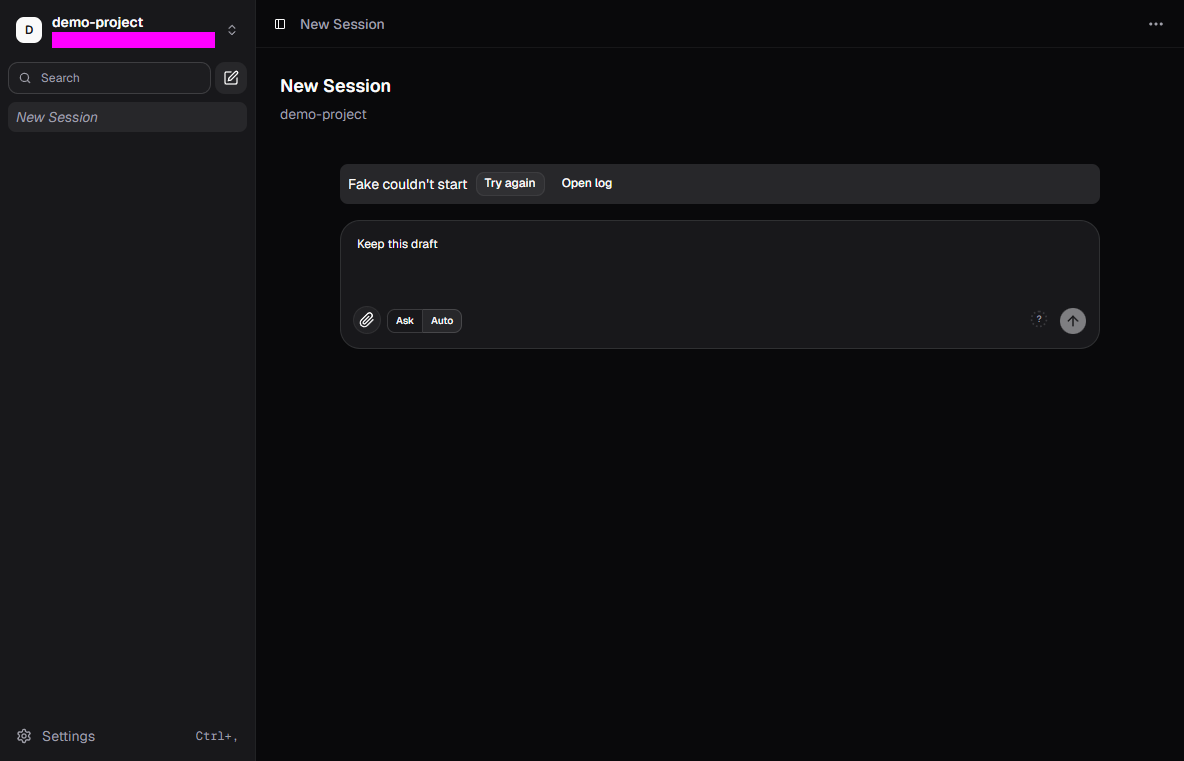 D
demo-project
Search
New Session
Settings
Ctrl+,
New Session
New Session
demo-project
Fake couldn't start
Try again
Open log
Keep this draft
Ask
Auto
?